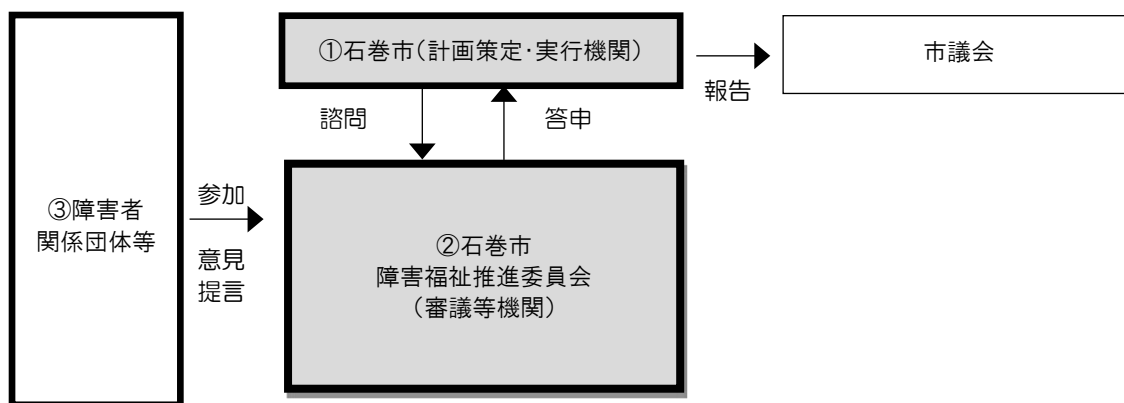 ①石巻市（計画策定・実行機関）
市議会
報告
諮問
答申
③障害者
関係団体等
参加
意見
提言
②石巻市
障害福祉推進委員会
（審議等機関）